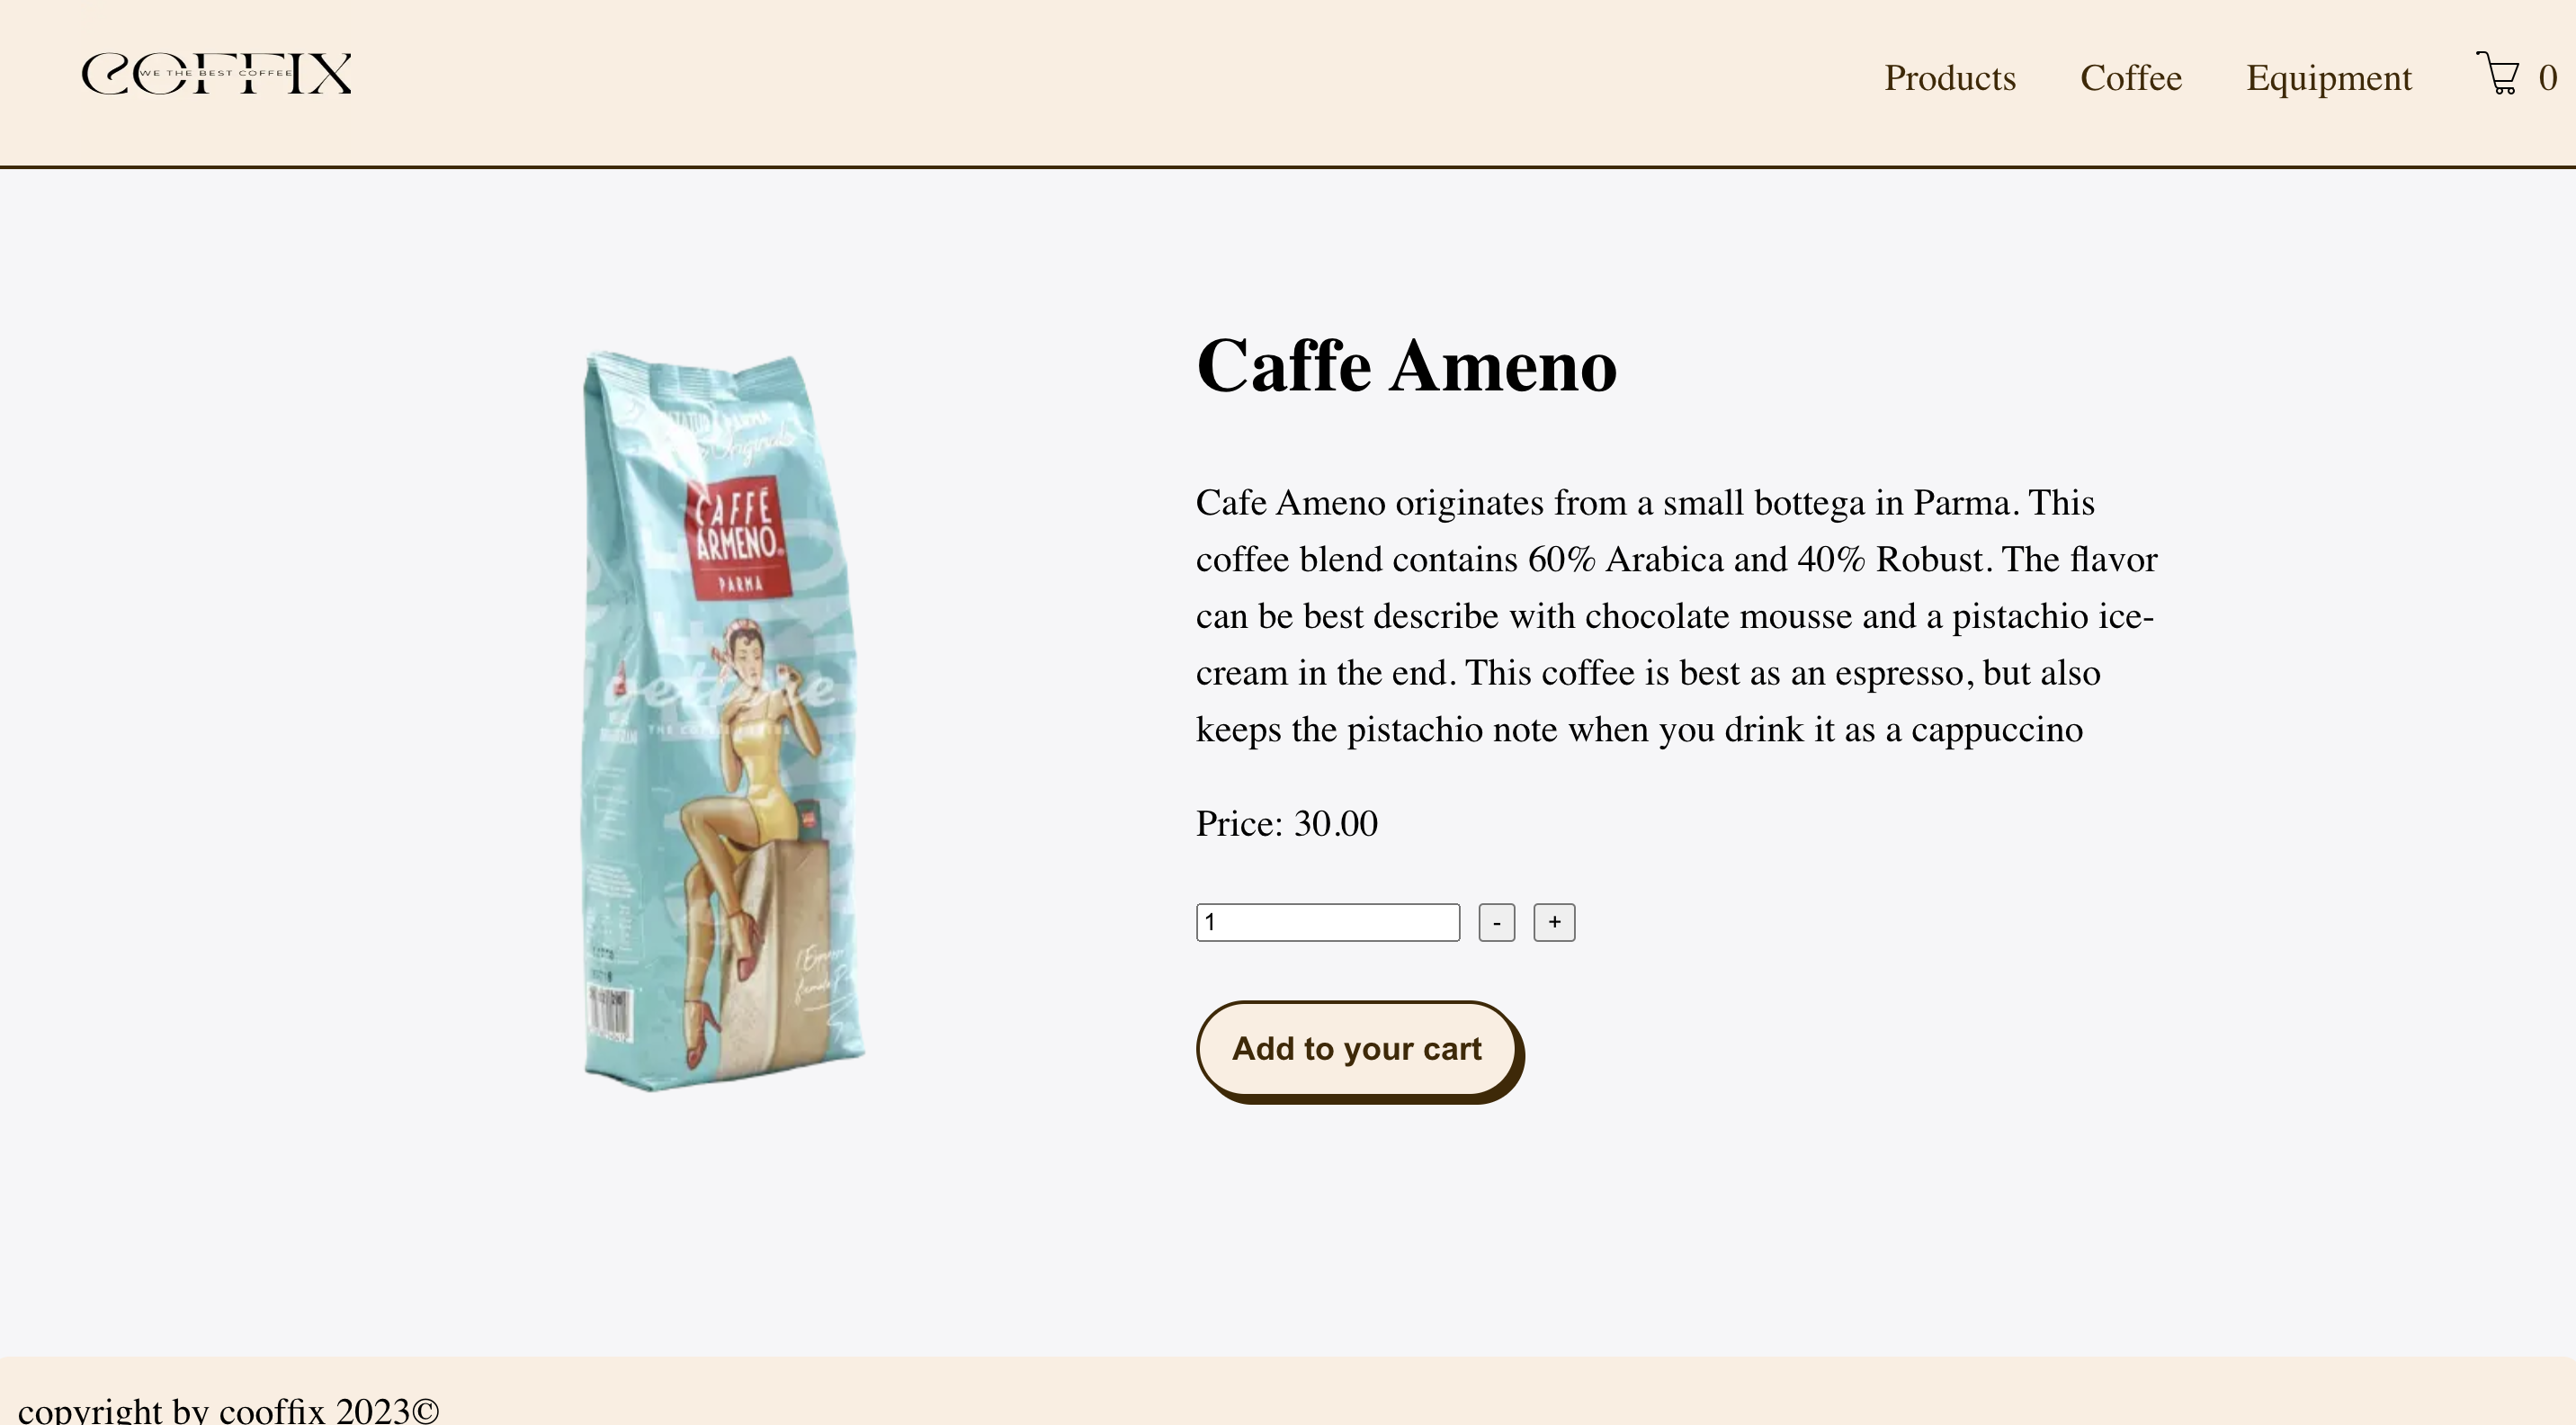 COFFIX
WE THE BEST COFFEE
Products
Coffee
Equipment
0
Caffe Ameno
Cafe Ameno originates from a small bottega in Parma. This
coffee blend contains 60% Arabica and 40% Robust. The flavor
can be best describe with chocolate mousse and a pistachio ice-
cream in the end. This coffee is best as an espresso, but also
keeps the pistachio note when you drink it as a cappuccino
Price: 30.00
1
-
+
Add to your cart
CAFFÉ
ARMENO
PARMA
copyright by cooffix 2023©